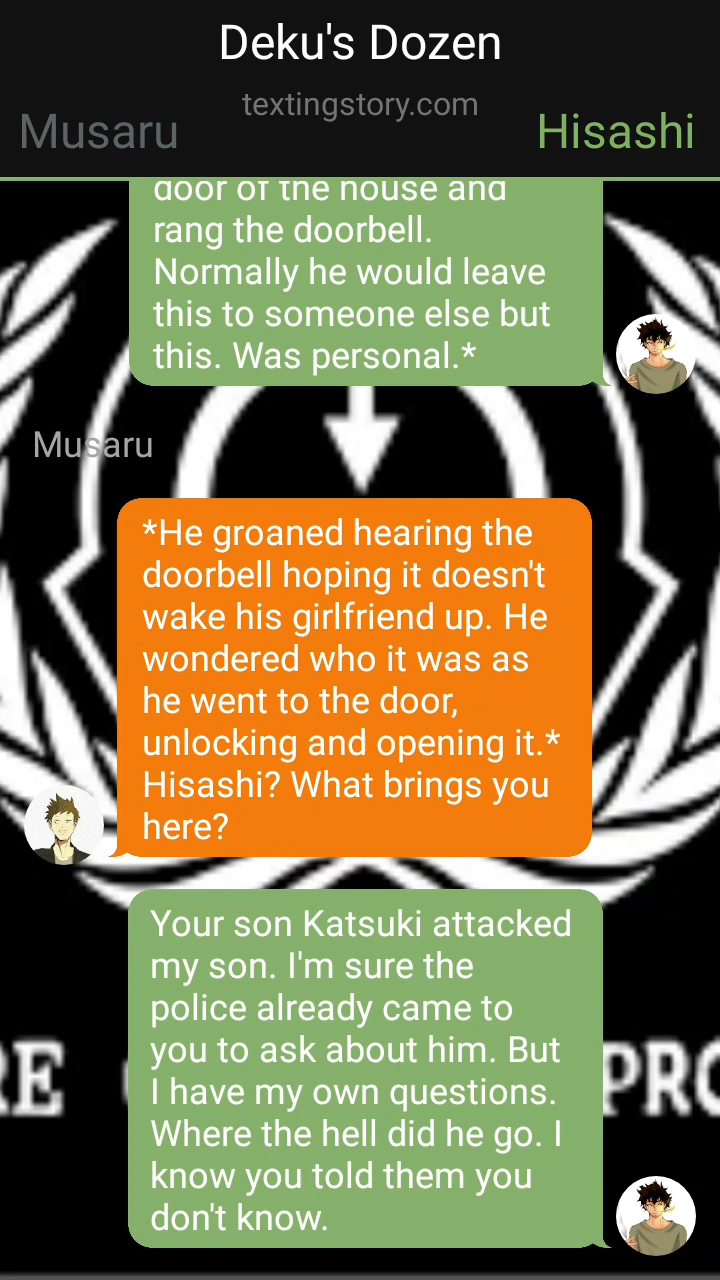 Deku's Dozen
textingstory.com
Musaru
Hisashi
door of the house and
rang the doorbell.
Normally he would leave
this to someone else but
this. Was personal.*
Musaru
*He groaned hearing the
doorbell hoping it doesn't
wake his girlfriend up. He
wondered who it was as
he went to the door,
unlocking and opening it.*
Hisashi? What brings you
here?
Your son Katsuki attacked
my son. I'm sure the
police already came to
you to ask about him. But
I have my own questions.
Where the hell did he go. I
know you told them you
don't know.
RE
PRO